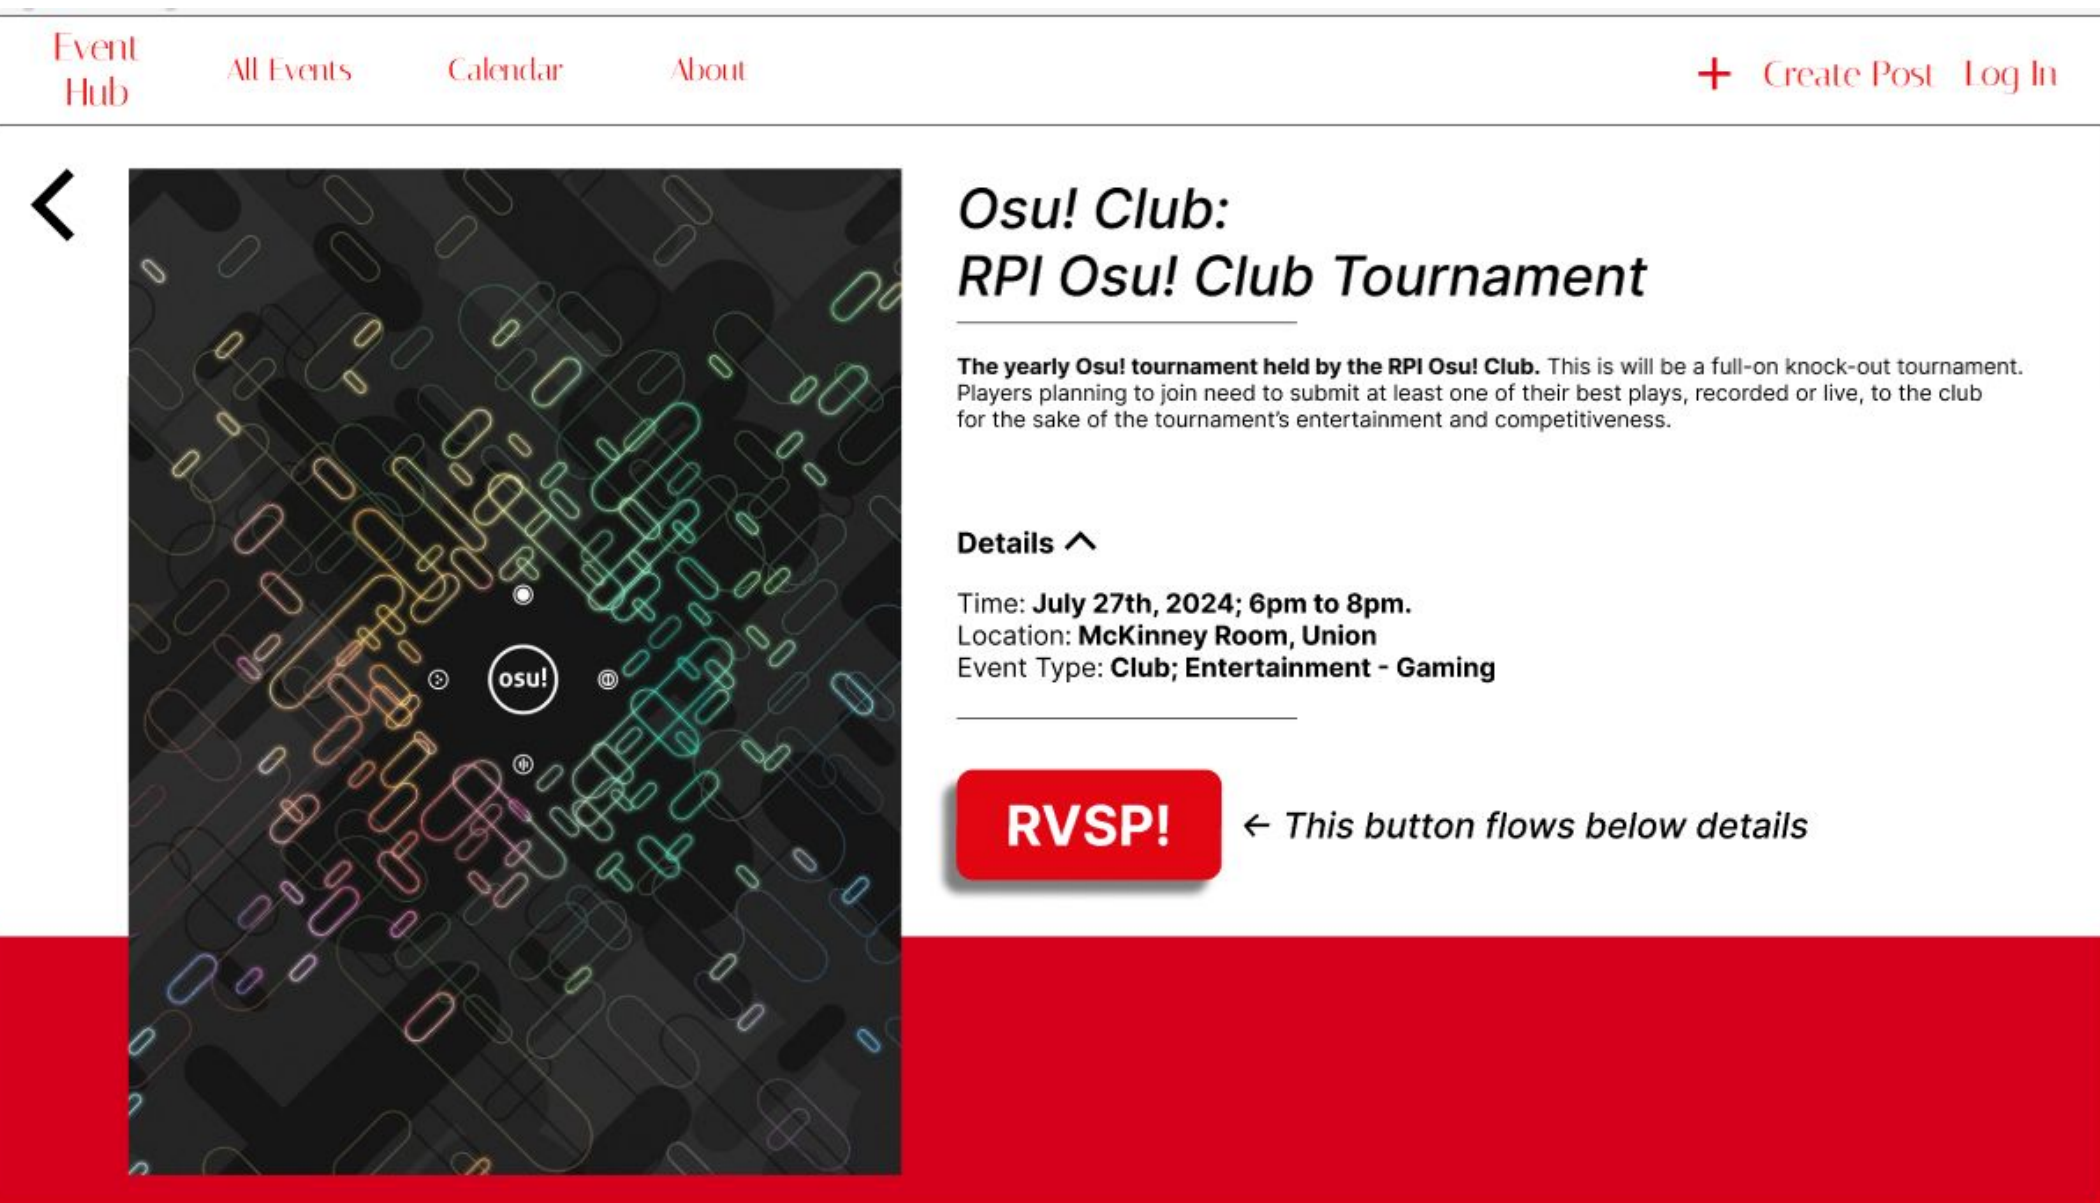 Event
Hub
All Events
Calendar
About
+ Create Post
Log In
Osu! Club:
RPI Osu! Club Tournament
The yearly Osu! tournament held by the RPI Osu! Club. This is will be a full-on knock-out tournament.
Players planning to join need to submit at least one of their best plays, recorded or live, to the club
for the sake of the tournament’s entertainment and competitiveness.
Details
Time: July 27th, 2024; 6pm to 8pm.
Location: McKinney Room, Union
Event Type: Club; Entertainment - Gaming
osu!
RVSP!
← This button flows below details